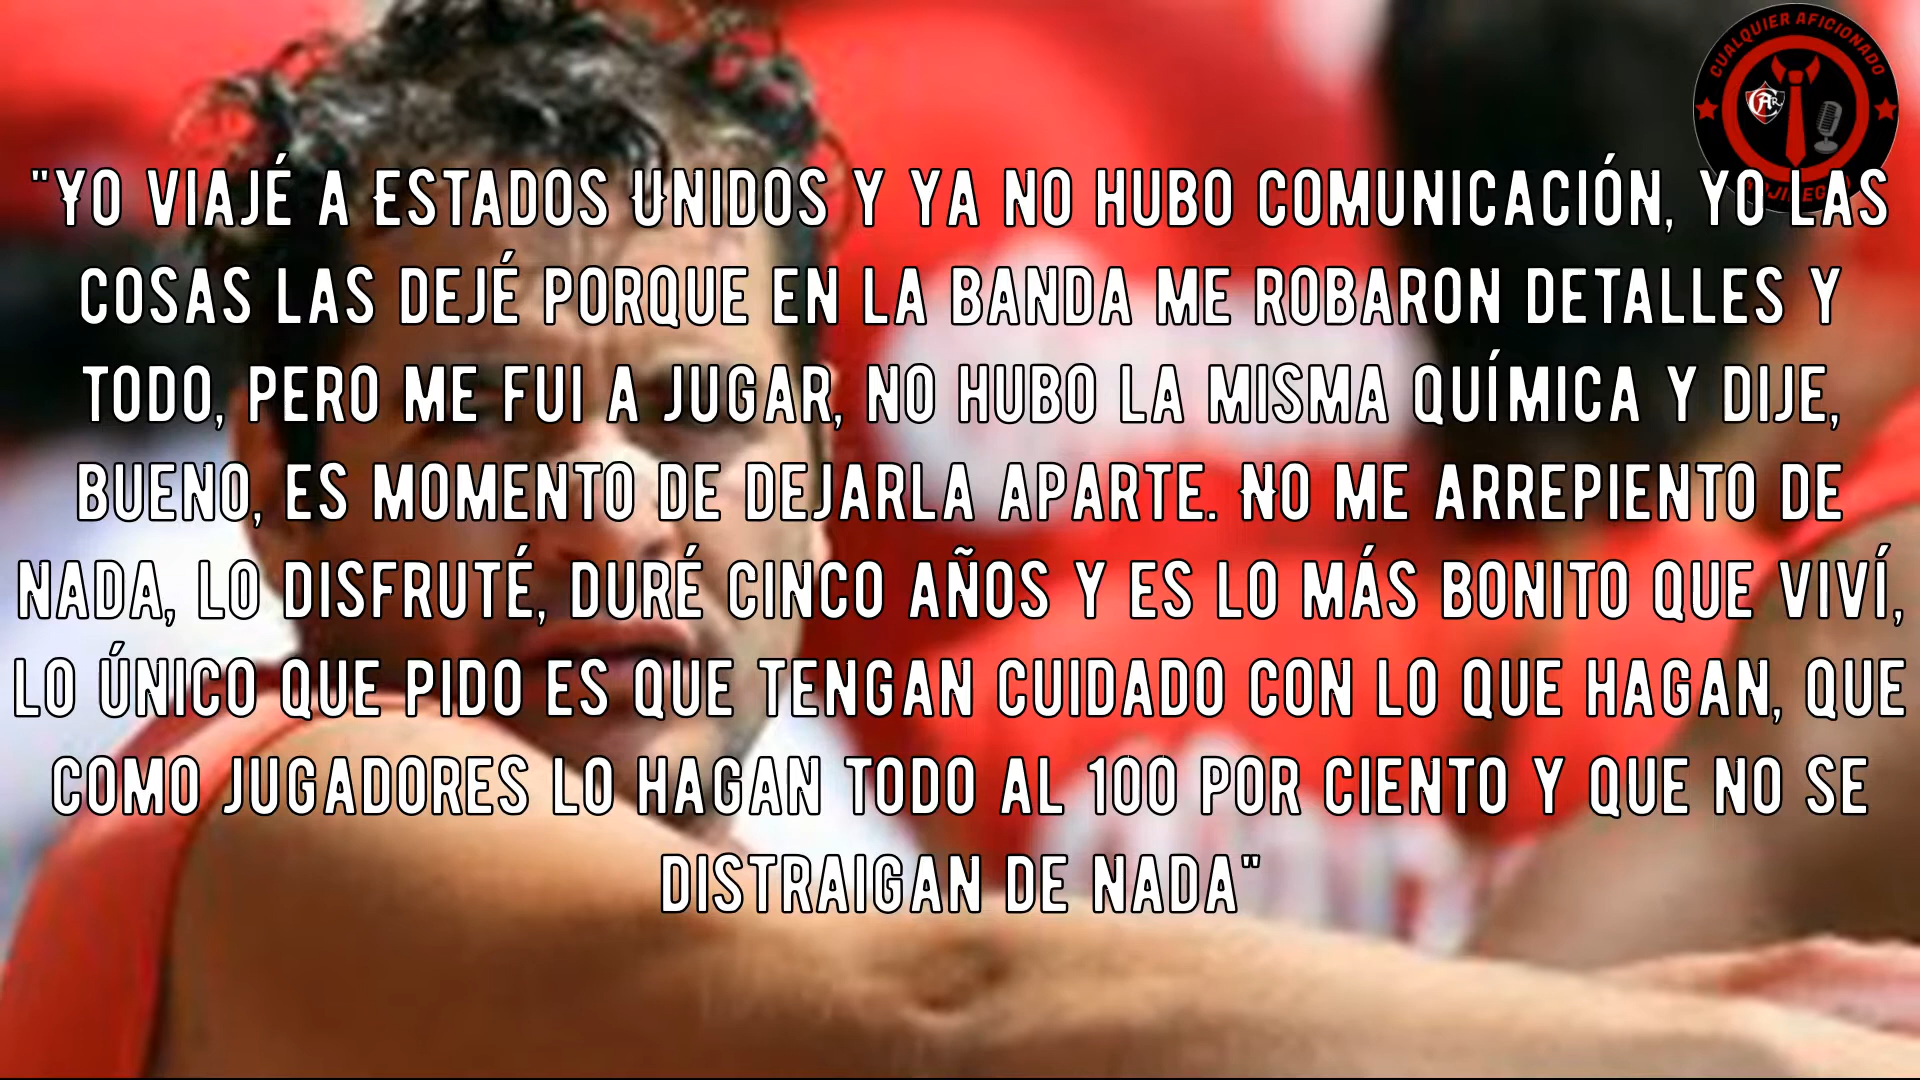 CUALQUIER AFICIONADO
"YO VIAJÉ A ESTADOS UNIDOS Y YA NO HUBO COMUNICACIÓN, YO LAS
COSAS LAS DEJÉ PORQUE EN LA BANDA ME ROBARON DETALLES Y
TODO, PERO ME FUI A JUGAR, NO HUBO LA MISMA QUÍMICA Y DIJE,
BUENO, ES MOMENTO DE DEJARLA APARTE. NO ME ARREPIENTO DE
NADA, LO DISFRUTÉ, DURÉ CINCO AÑOS Y ES LO MÁS BONITO QUE VIVÍ,
LO ÚNICO QUE PIDO ES QUE TENGAN CUIDADO CON LO QUE HAGAN, QUE
COMO JUGADORES LO HAGAN TODO AL 100 POR CIENTO Y QUE NO SE
DISTRAIGAN DE NADA"